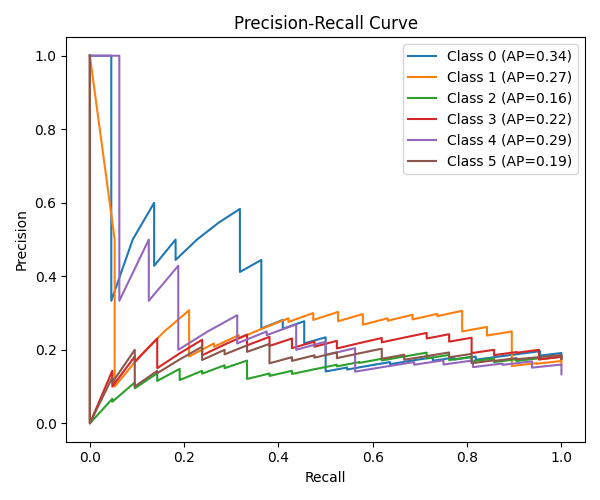 Precision-Recall Curve
Precision
1.0
0.8
0.6
0.4
0.2
0.0
Class 0 (AP=0.34)
Class 1 (AP=0.27)
Class 2 (AP=0.16)
Class 3 (AP=0.22)
Class 4 (AP=0.29)
Class 5 (AP=0.19)
0.0 0.2 0.4 0.6 0.8 1.0
Recall